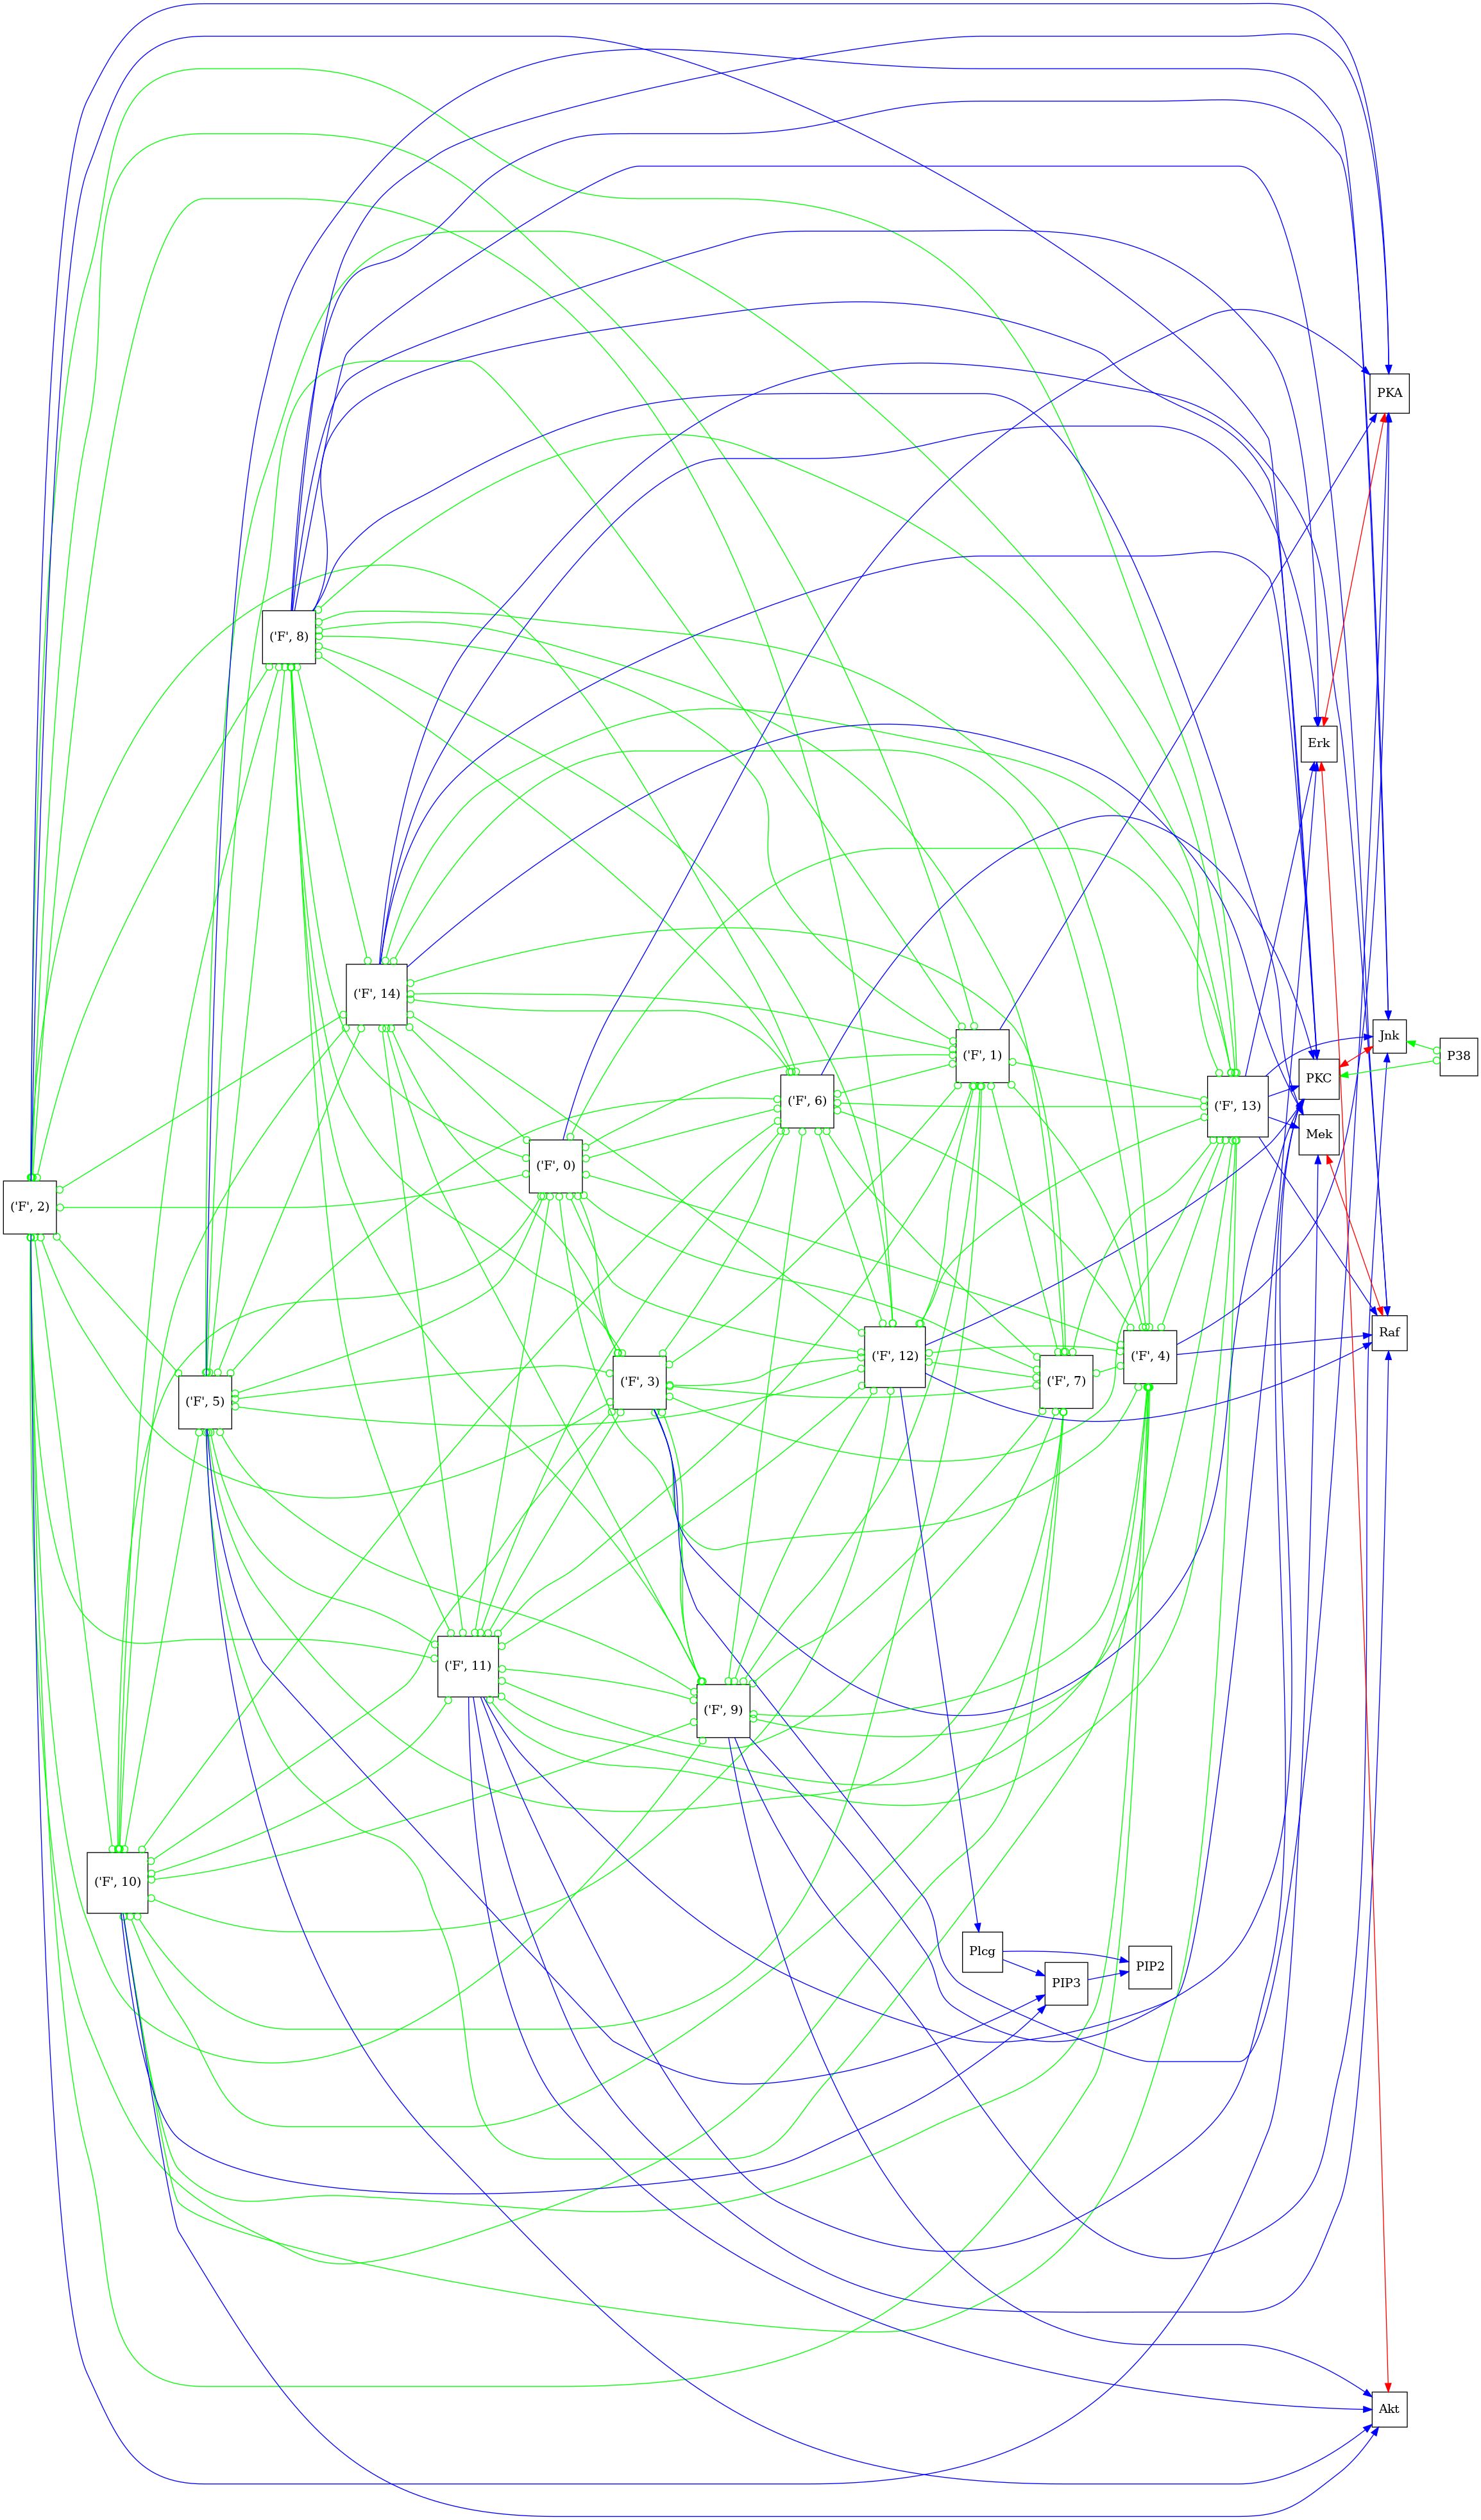 PKA
('F', 8)
Erk
('F', 14)
Jnk
('F', 1)
P38
PKC
('F', 6)
('F', 13)
Mek
('F', 0)
('F', 2)
Raf
('F', 12)
('F', 4)
('F', 3)
('F', 7)
('F', 5)
('F', 11)
('F', 9)
('F', 10)
Plcg
PIP2
PIP3
Akt